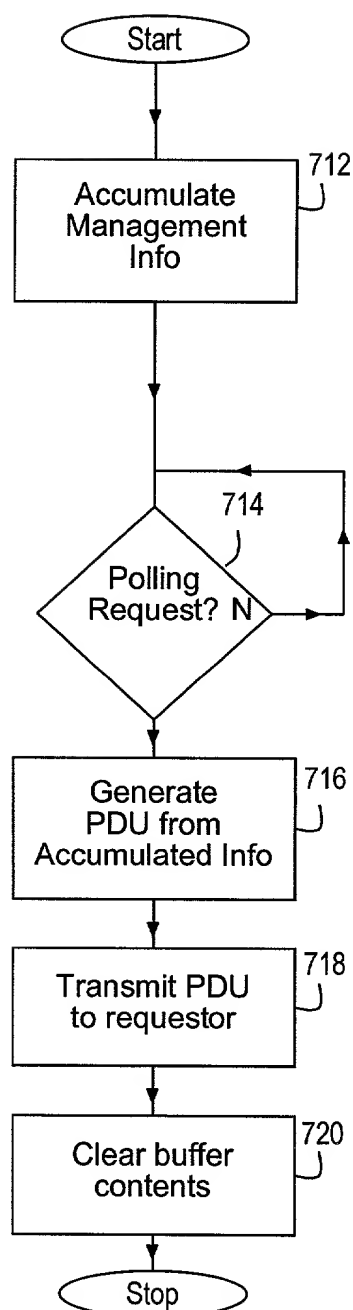 Start
712
Accumulate
Management
Info
714
Polling
Request? N
716
Generate
PDU from
Accumulated Info
718
Transmit PDU
to requestor
720
Clear buffer
contents
Stop